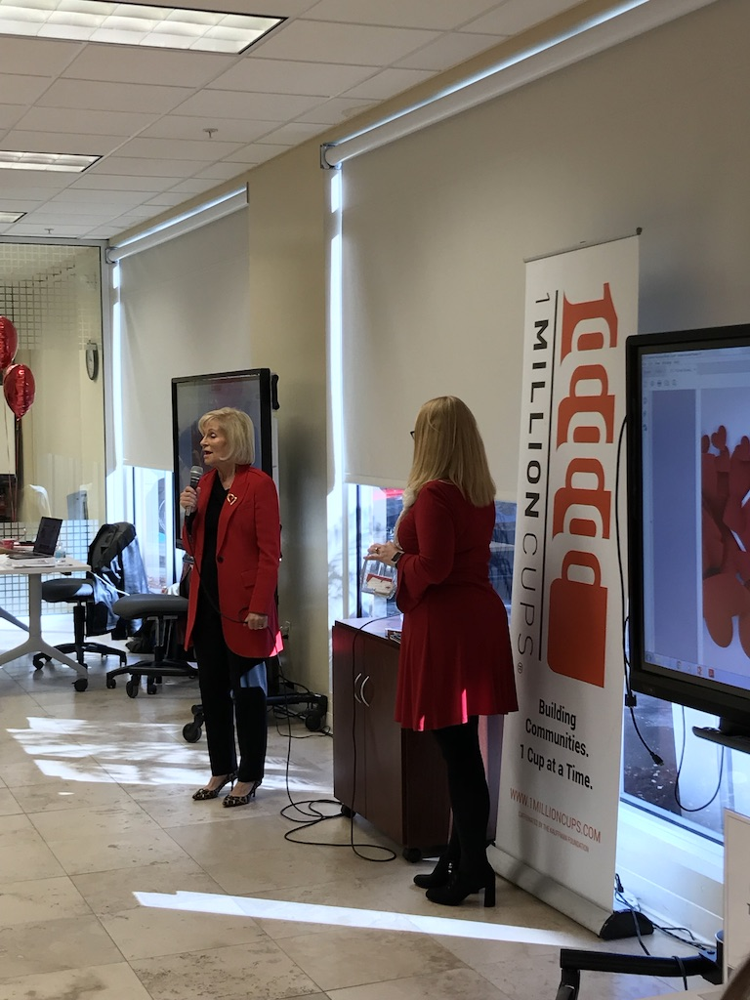 1 MILLION CUPS®
Building
Communities.
1 Cup at a Time.
WWW.1MILLIONCUPS.COM